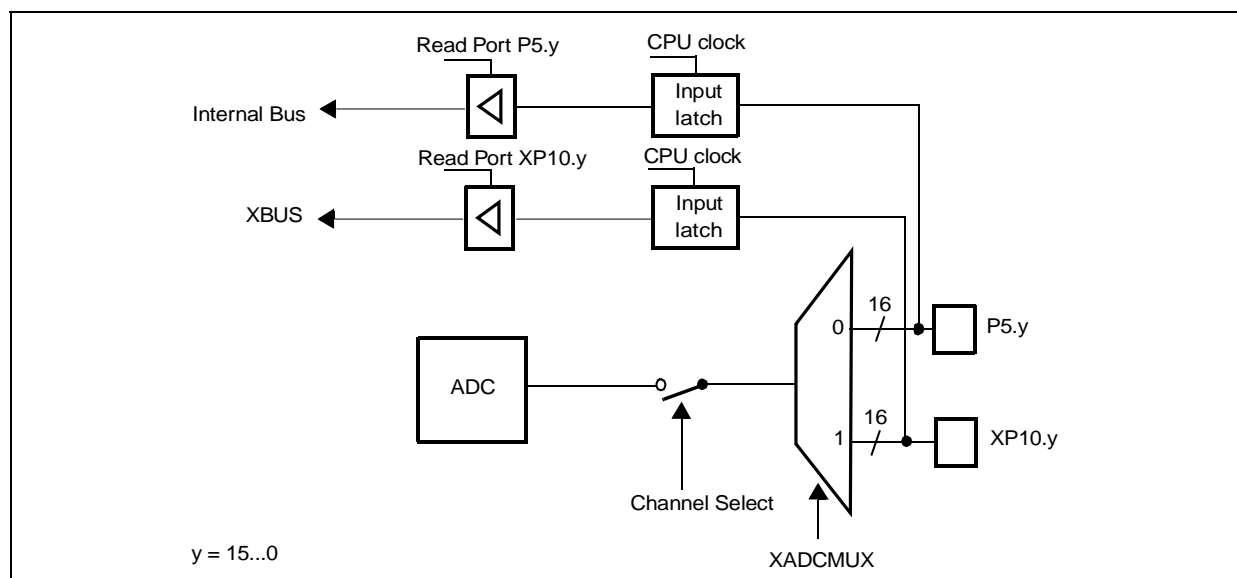 Read Port P5.y
CPU clock
Internal Bus
Input
latch
Read Port XP10.y
CPU clock
XBUS
Input
latch
16
0
P5.y
ADC
16
1
XP10.y
Channel Select
y = 15...0
XADCMUX